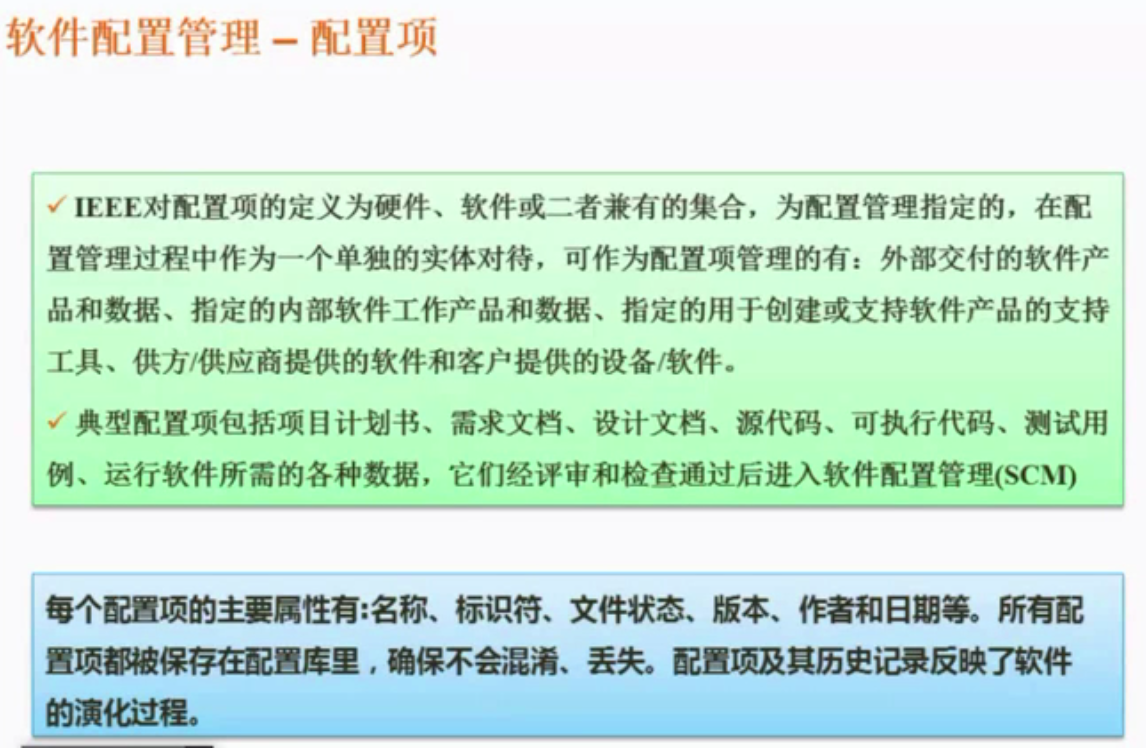 软件配置管理 – 配置项
✓ IEEE对配置项的定义为硬件、软件或二者兼有的集合，为配置管理指定的，在配
置管理过程中作为一个单独的实体对待，可作为配置项管理的有：外部交付的软件产
品和数据、指定的内部软件工作产品和数据、指定的用于创建或支持软件产品的支持
工具、供方/供应商提供的软件和客户提供的设备/软件。
✓ 典型配置项包括项目计划书、需求文档、设计文档、源代码、可执行代码、测试用
例、运行软件所需的各种数据，它们经评审和检查通过后进入软件配置管理(SCM)
每个配置项的主要属性有:名称、标识符、文件状态、版本、作者和日期等。所有配
置项都被保存在配置库里，确保不会混淆、丢失。配置项及其历史记录反映了软件
的演化过程。